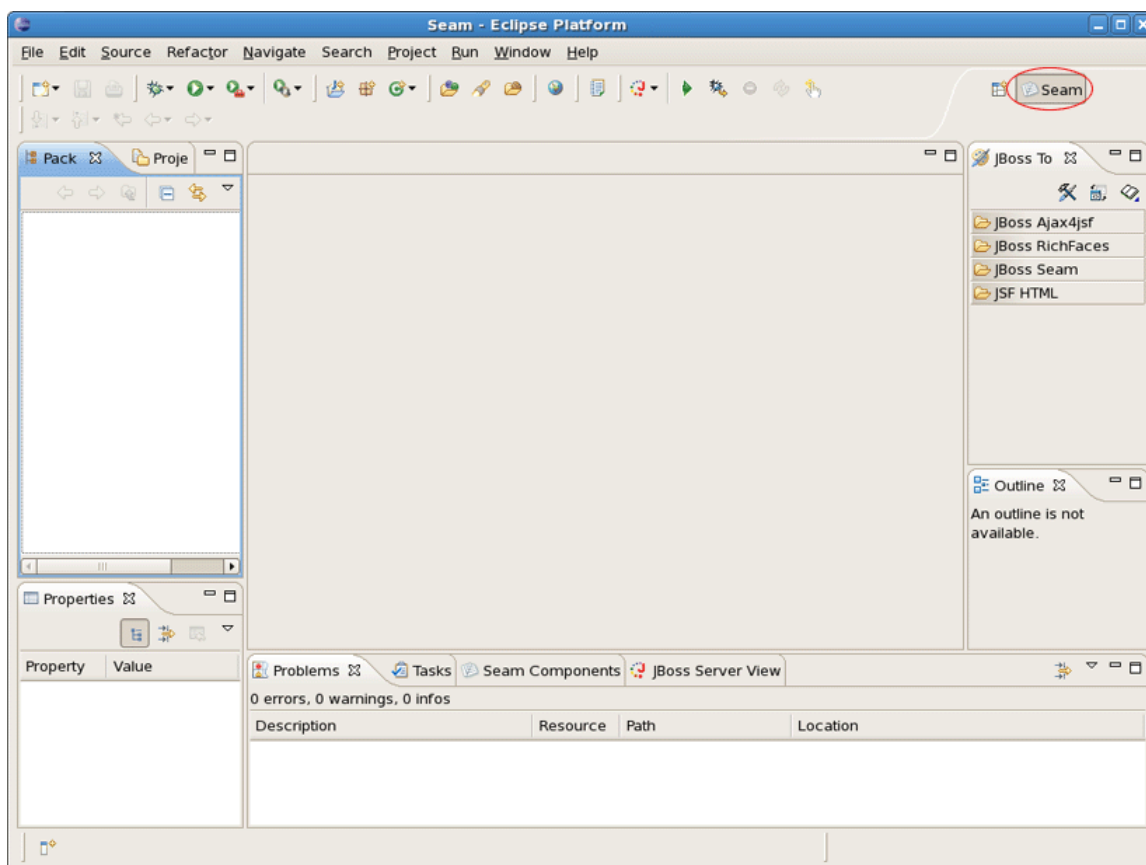 Seam - Eclipse Platform
File Edit Source Refactor Navigate Search Project Run Window Help
Seam
Pack Proje
JBoss To
JBoss Ajax4jsf
JBoss RichFaces
JBoss Seam
JSF HTML
Outline
An outline is not
available.
Properties
Property Value
Problems Tasks Seam Components JBoss Server View
0 errors, 0 warnings, 0 infos
Description Resource Path Location